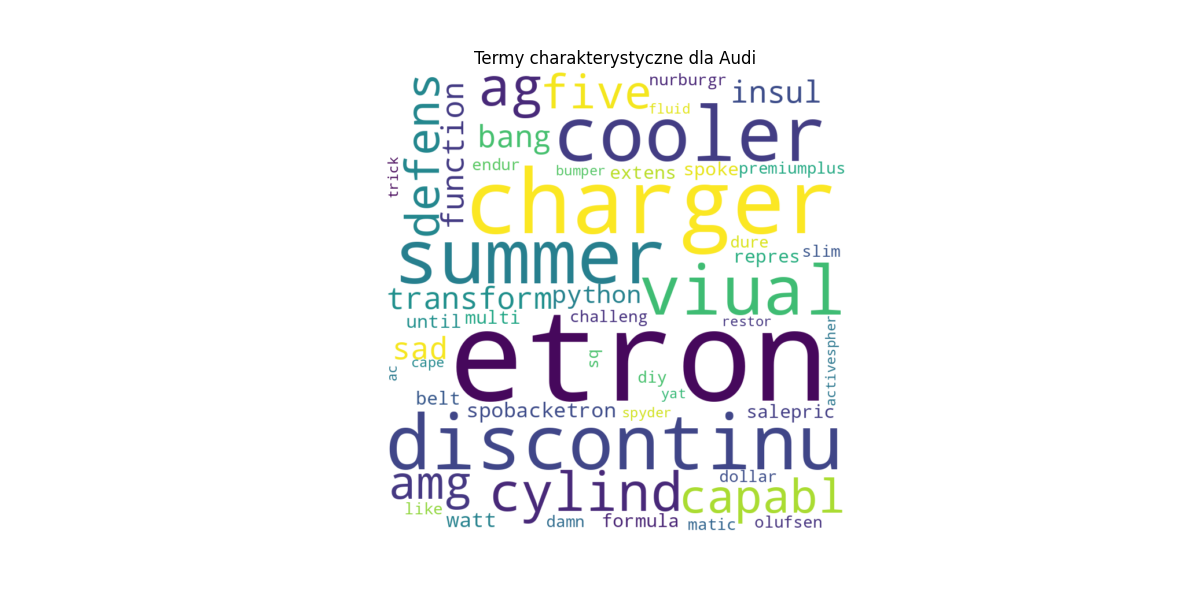 Termy charakterystyczne dla Audi
ag five nurburgr insul
fluid
defens function bang cooler
trick endur bumper extens spoke premiumplus
charger
summer dure
repres slim
transform python viual
until multi challeng restor
sad etron activespher
cape sq
ac diy
belt yat
spobacketron spyder salepric
discontinu
amg cylind dollar capabl
like watt damn formula matic olufsen